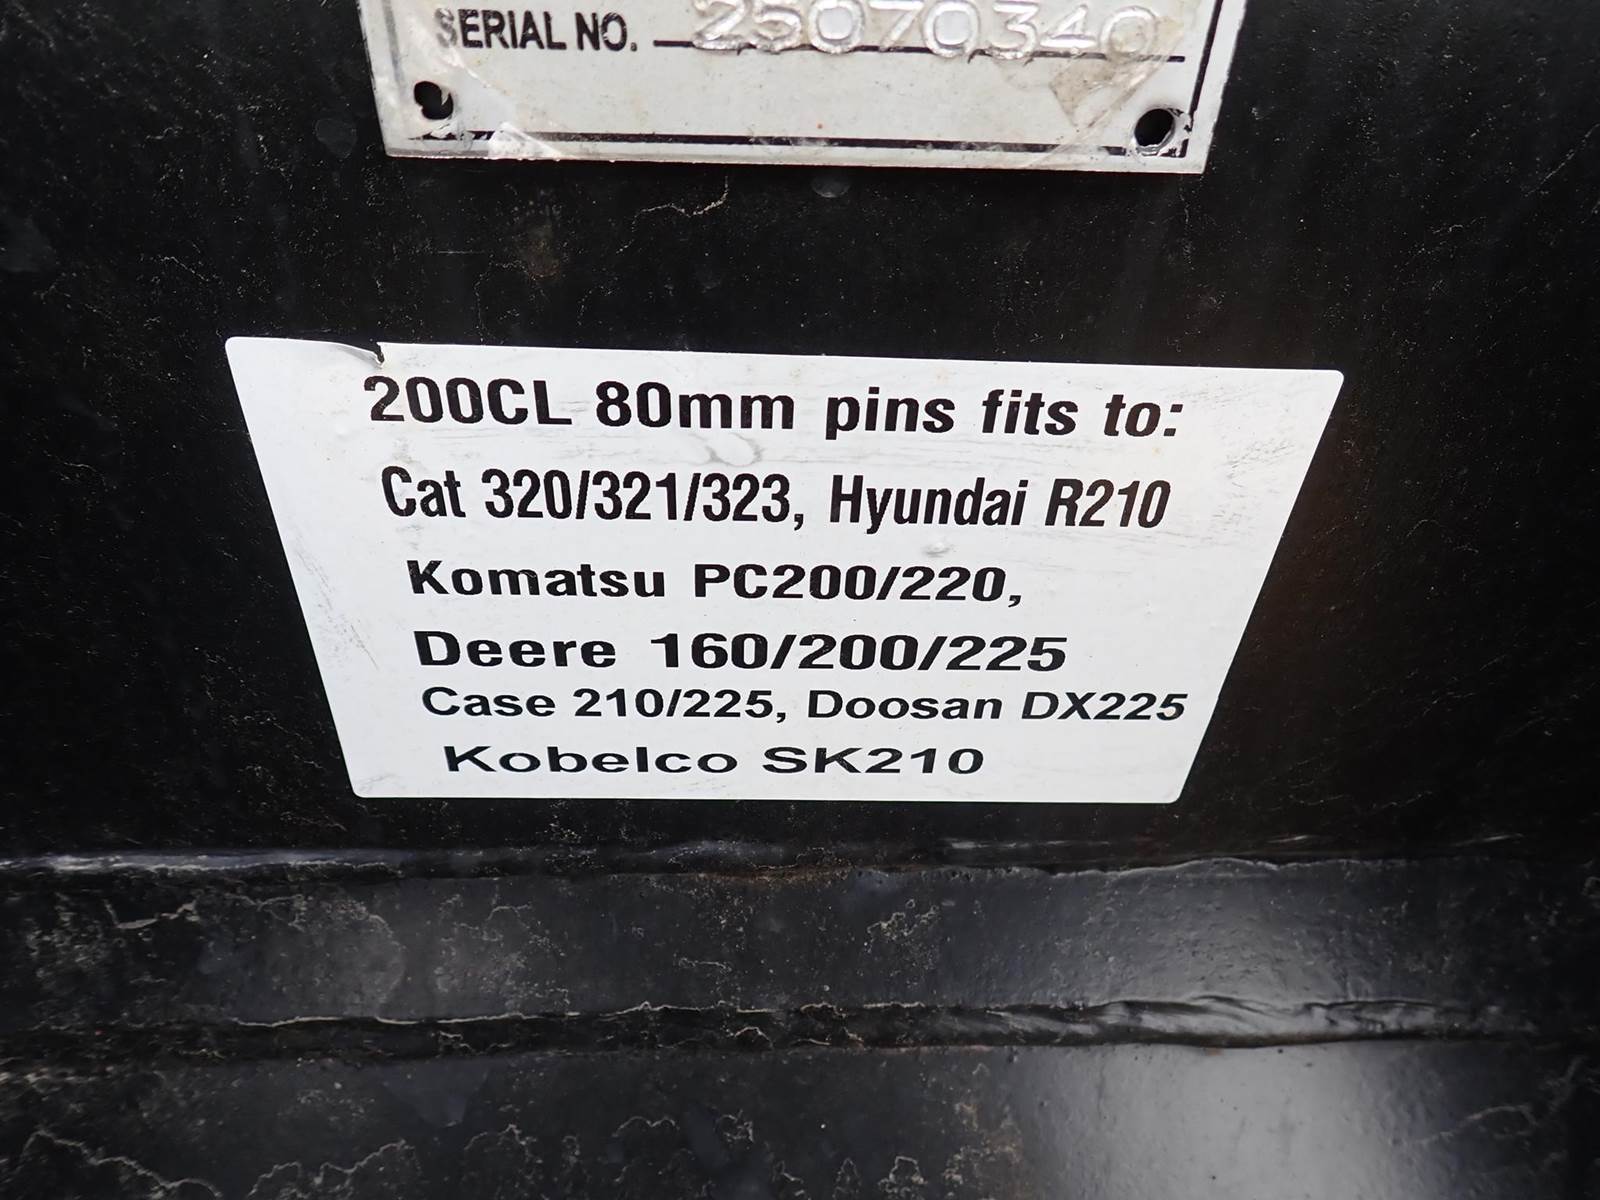 SERIAL NO. 25070340
200CL 80mm pins fits to:
Cat 320/321/323, Hyundai R210
Komatsu PC200/220,
Deere 160/200/225
Case 210/225, Doosan DX225
Kobelco SK210